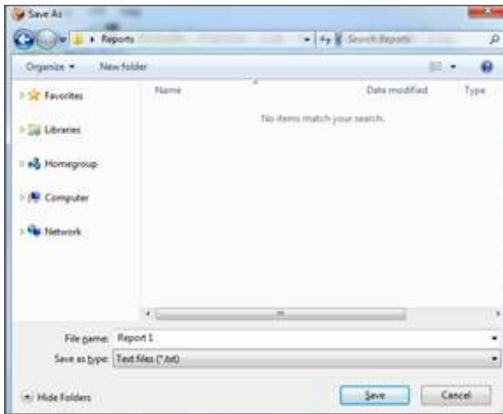 Save As
Reports
Search Reports
Organize
New folder
Name
Date modified
Type
Favorites
No items match your search.
Libraries
Homegroup
Computer
Network
File name: Report 1
Save as type: Text files (*.txt)
Hide Folders
Save
Cancel